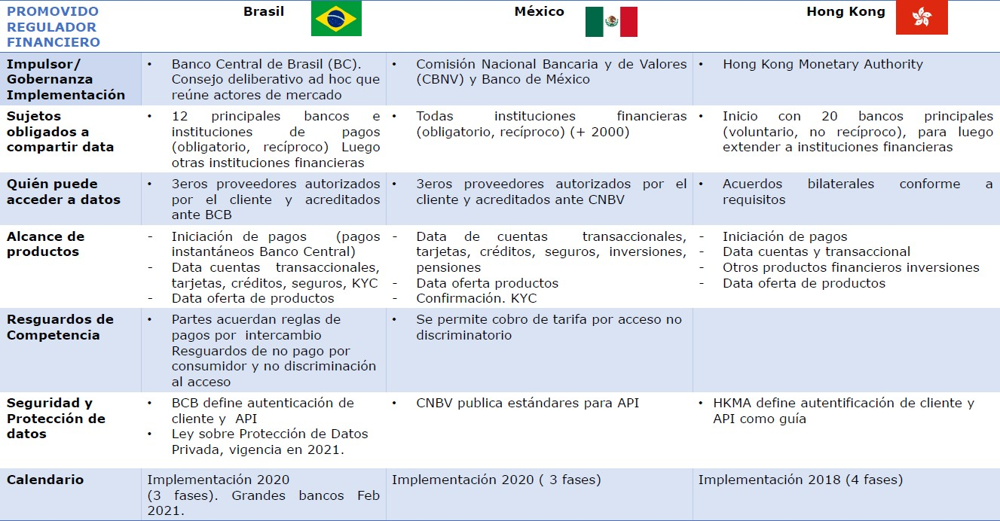 PROMOVIDO
REGULADOR
FINANCIERO
Brasil
México
Hong Kong
Impulsor/
Gobernanza
Implementación
• Banco Central de Brasil (BC).
Consejo deliberativo ad hoc que
reúne actores de mercado
• Comisión Nacional Bancaria y de Valores
(CBNV) y Banco de México
• Hong Kong Monetary Authority
Sujetos
obligados a
compartir data
• 12 principales bancos e
instituciones de pagos
(obligatorio, recíproco) Luego
otras instituciones financieras
• Todas instituciones financieras
(obligatorio, recíproco) (+ 2000)
• Inicio con 20 bancos principales
(voluntario, no recíproco), para luego
extender a instituciones financieras
Quién puede
acceder a datos
• 3eros proveedores autorizados
por el cliente y acreditados
ante BCB
• 3eros proveedores autorizados por el
cliente y acreditados ante CNBV
• Acuerdos bilaterales conforme a
requisitos
Alcance de
productos
- Iniciación de pagos (pagos
instantáneos Banco Central)
- Data cuentas transaccionales,
tarjetas, créditos, seguros, KYC
- Data oferta de productos
- Data de cuentas transaccionales,
tarjetas, créditos, seguros, inversiones,
pensiones
- Data oferta productos
- Confirmación. KYC
- Iniciación de pagos
- Data cuentas y transaccional
- Otros productos financieros inversiones
- Data oferta de productos
Resguardos de
Competencia
• Partes acuerdan reglas de
pagos por intercambio
Resguardos de no pago por
consumidor y no discriminación
al acceso
• Se permite cobro de tarifa por acceso no
discriminatorio
Seguridad y
Protección de
datos
• BCB define autenticación de
cliente y API
• Ley sobre Protección de Datos
Privada, vigencia en 2021.
• CNBV publica estándares para API
• HKMA define autentificación de cliente y
API como guía
Calendario
Implementación 2020
(3 fases). Grandes bancos Feb
2021.
Implementación 2020 ( 3 fases)
Implementación 2018 (4 fases)